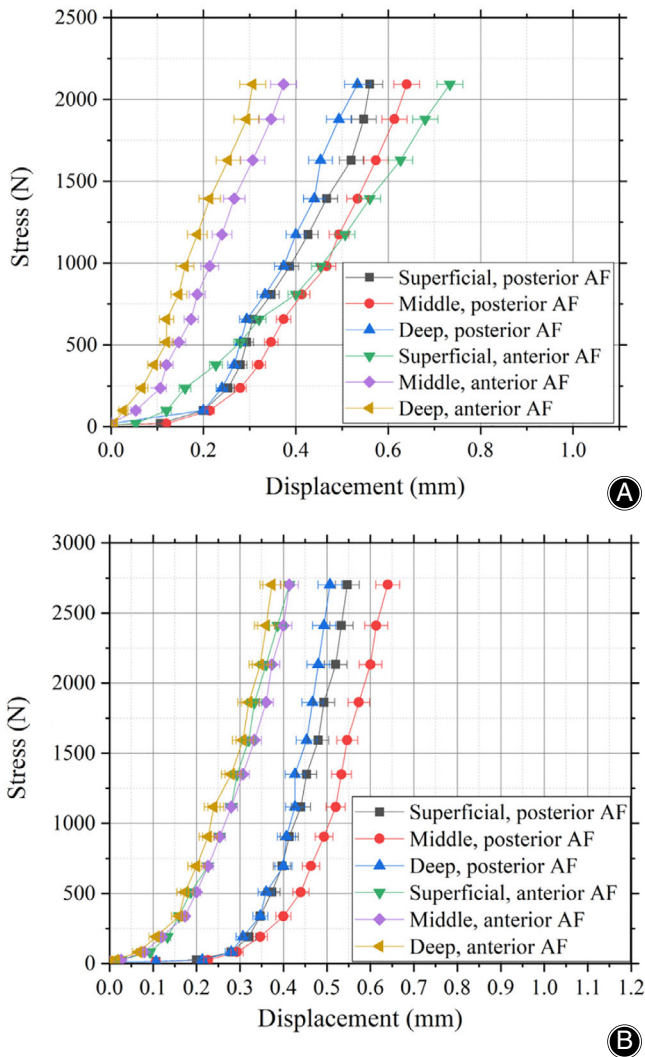 2500
2000
1500
1000
500
0
Stress (N)
Superficial, posterior AF
Middle, posterior AF
Deep, posterior AF
Superficial, anterior AF
Middle, anterior AF
Deep, anterior AF
0.0 0.2 0.4 0.6 0.8 1.0
Displacement (mm)
A
3000
2500
2000
1500
1000
500
0
Stress (N)
Superficial, posterior AF
Middle, posterior AF
Deep, posterior AF
Superficial, anterior AF
Middle, anterior AF
Deep, anterior AF
0.0 0.1 0.2 0.3 0.4 0.5 0.6 0.7 0.8 0.9 1.0 1.1 1.2
Displacement (mm)
B